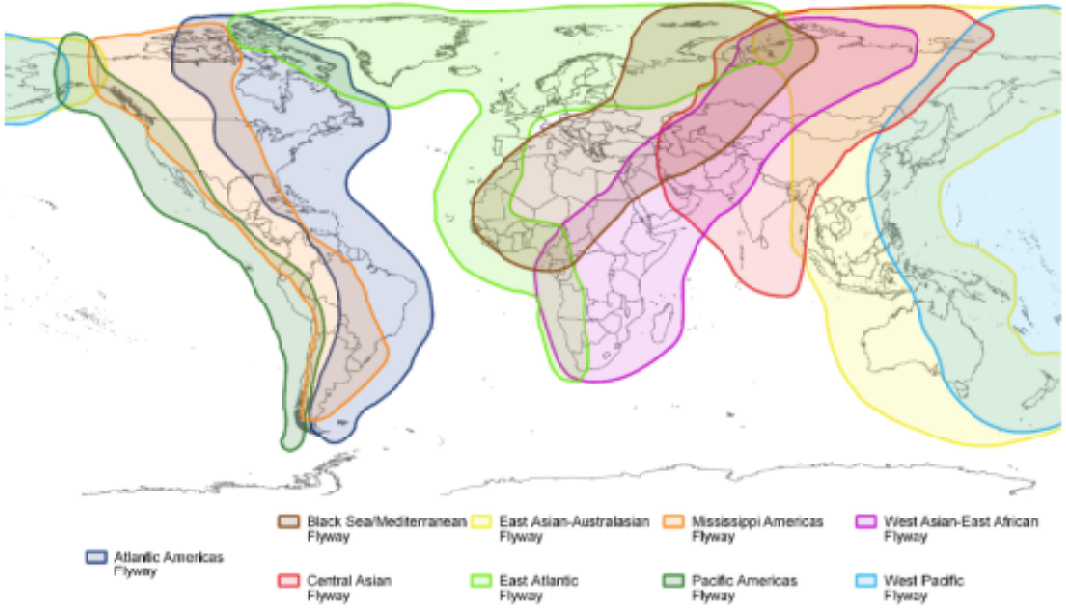 Black Sea/Mediterranean
Flyway
East Asian-Australasian
Flyway
Mississippi Americas
Flyway
West Asian-East African
Flyway
Atlantic Americas
Flyway
Central Asian
Flyway
East Atlantic
Flyway
Pacific Americas
Flyway
West Pacific
Flyway